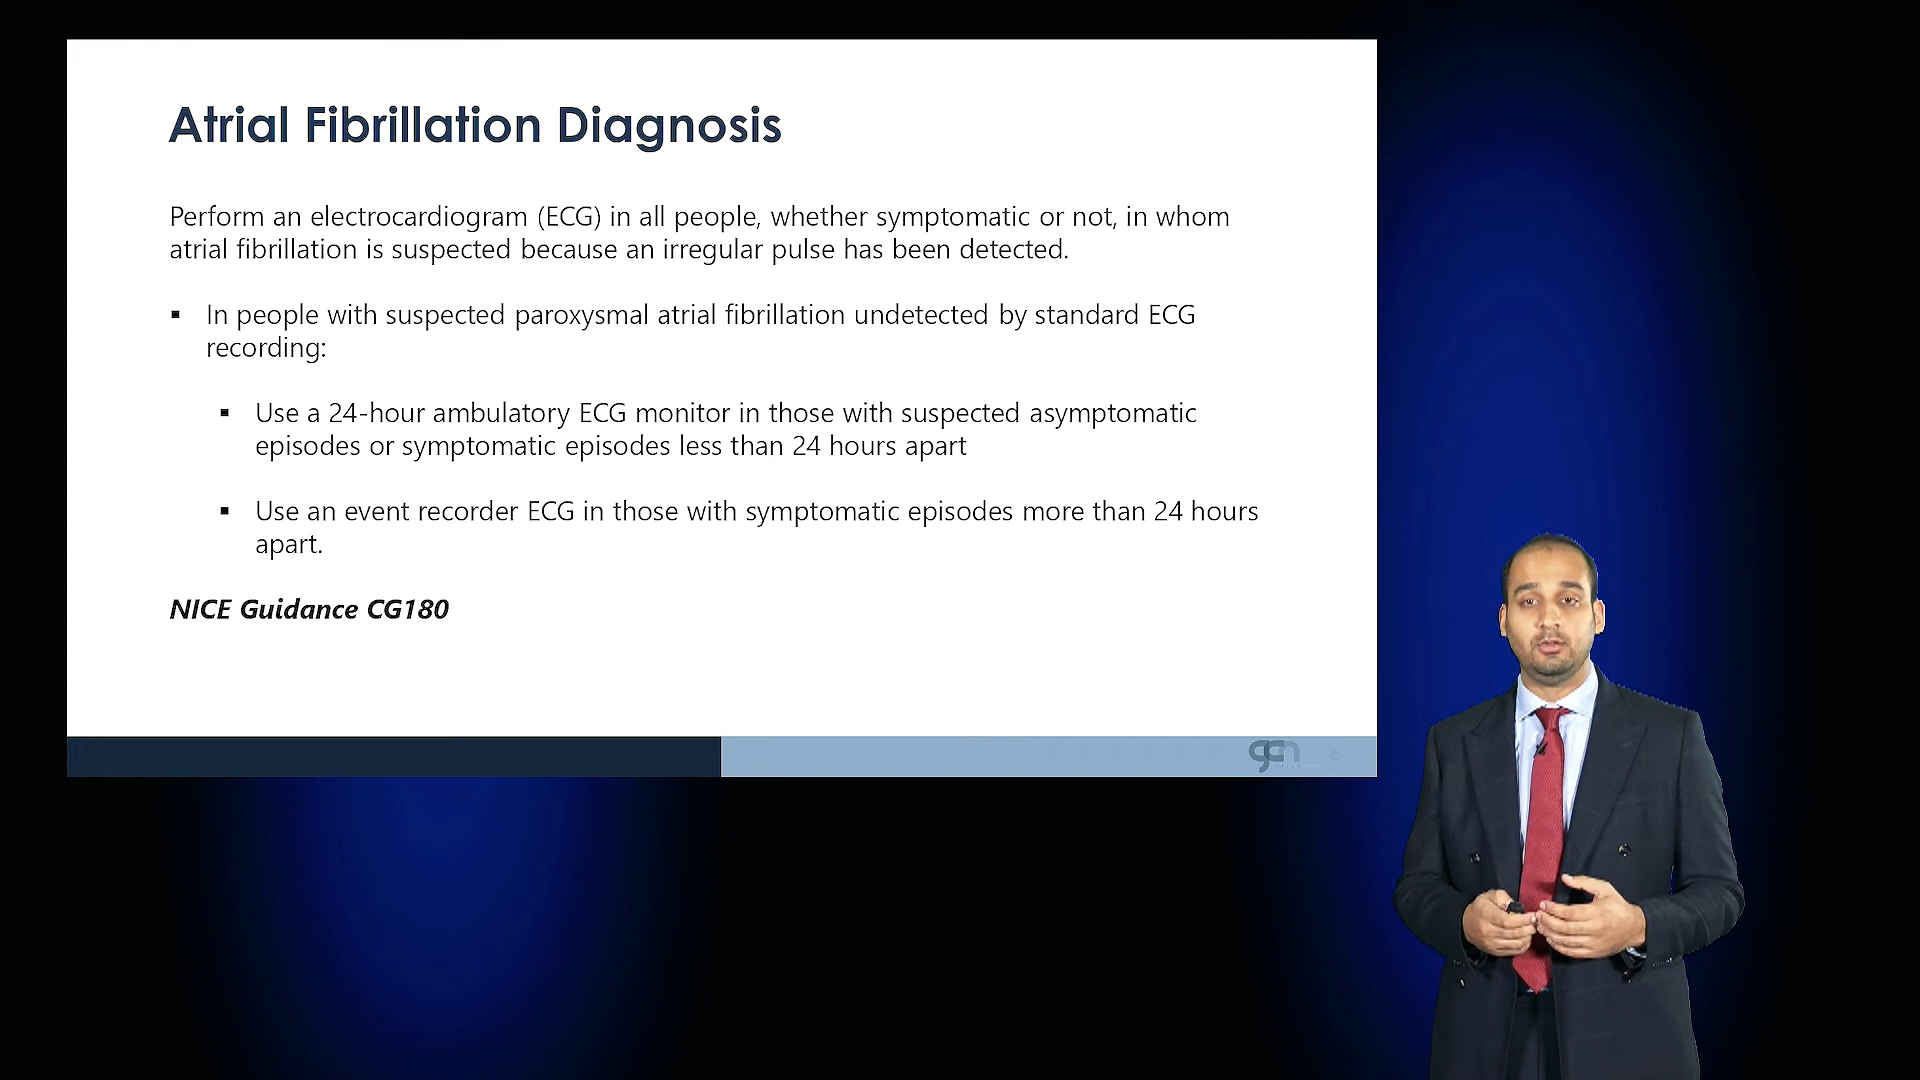 Atrial Fibrillation Diagnosis
Perform an electrocardiogram (ECG) in all people, whether symptomatic or not, in whom
atrial fibrillation is suspected because an irregular pulse has been detected.
▪ In people with suspected paroxysmal atrial fibrillation undetected by standard ECG
recording:
▪ Use a 24-hour ambulatory ECG monitor in those with suspected asymptomatic
episodes or symptomatic episodes less than 24 hours apart
▪ Use an event recorder ECG in those with symptomatic episodes more than 24 hours
apart.
NICE Guidance CG180
gcn